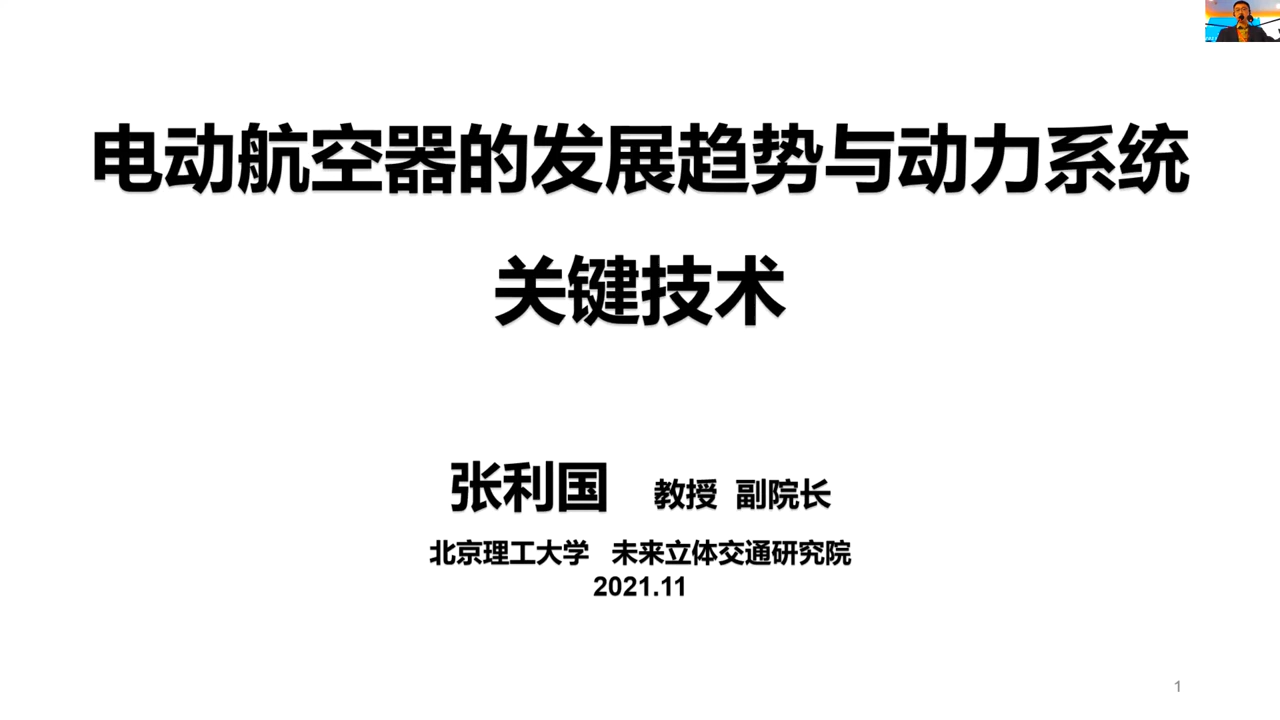 电动航空器的发展趋势与动力系统
关键技术
张利国 教授 副院长
北京理工大学 未来立体交通研究院
2021.11
1